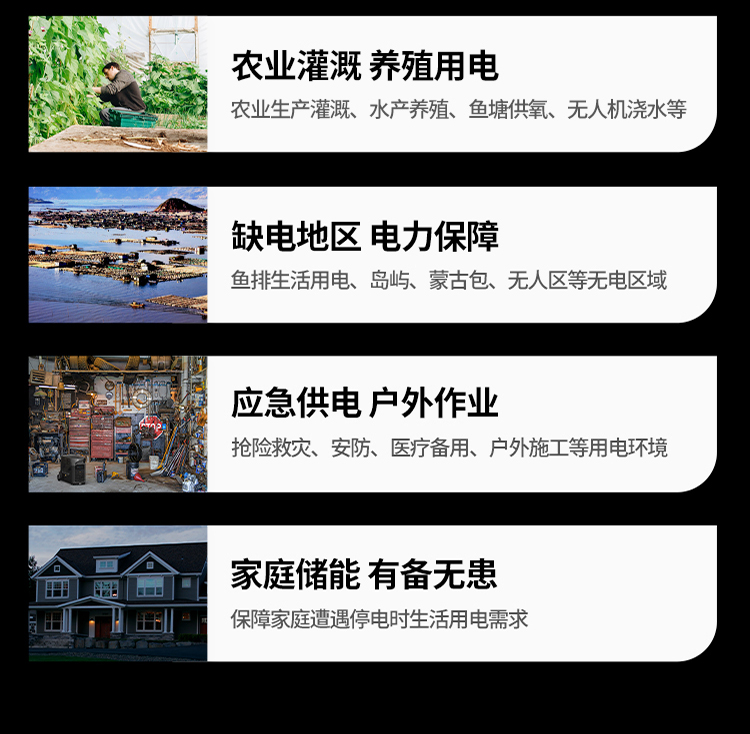 农业灌溉 养殖用电
农业生产灌溉、水产养殖、鱼塘供氧、无人机浇水等
缺电地区 电力保障
鱼排生活用电、岛屿、蒙古包、无人区等无电区域
应急供电 户外作业
STOP
抢险救灾、安防、医疗备用、户外施工等用电环境
家庭储能 有备无患
保障家庭遭遇停电时生活用电需求